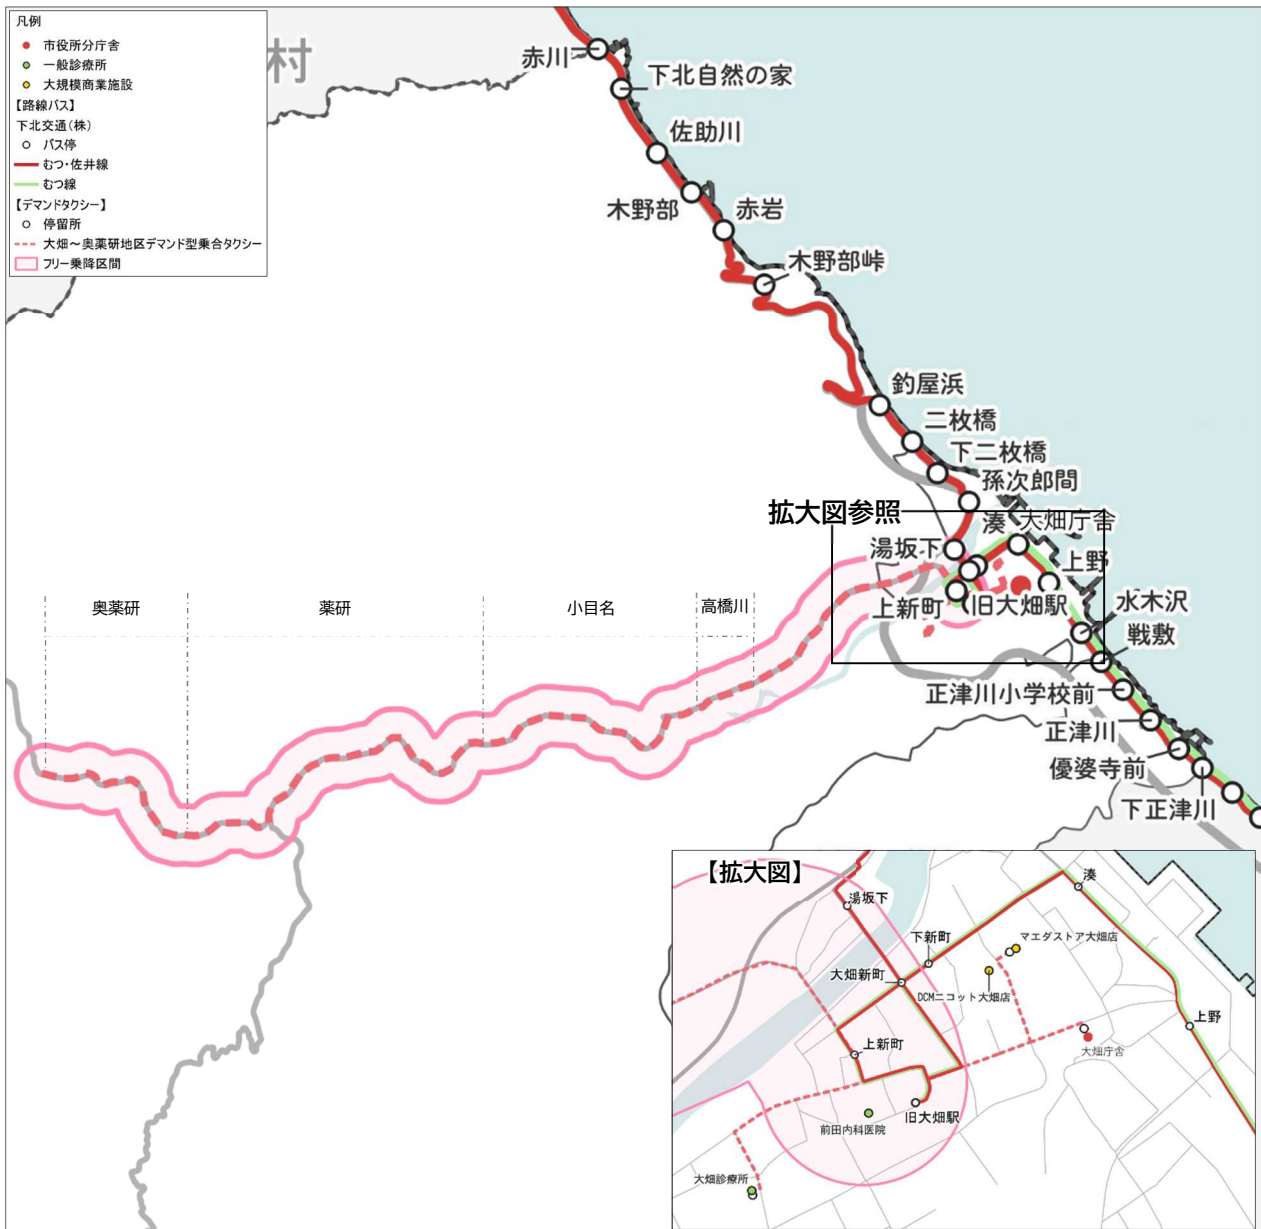 凡例
市役所分庁舎
一般診療所
大規模商業施設
【路線バス】
下北交通(株)
バス停
むつ・佐井線
むつ線
【デマンドタクシー】
停留所
大畑～奥薬研地区デマンド型乗合タクシー
フリー乗降区間
村
赤川
下北自然の家
佐助川
木野部
赤岩
木野部峠
釣屋浜
二枚橋
下二枚橋
孫次郎間
拡大図参照
湊
大畑庁舎
湯坂下
上野
上新町
旧大畑駅
水木沢
戦敷
奥薬研
薬研
小目名
高橋川
正津川小学校前
正津川
優婆寺前
下正津川
【拡大図】
湯坂下
湊
下新町
マエダストア大畑店
大畑新町
DCMニコット大畑店
上野
上新町
大畑庁舎
旧大畑駅
前田内科医院
大畑診療所